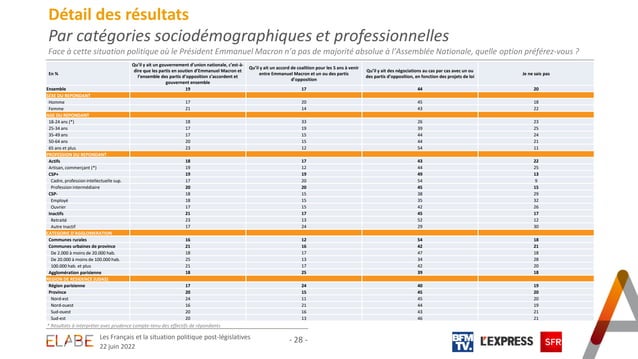 Détail des résultats
Par catégories sociodémographiques et professionnelles
Face à cette situation politique où le Président Emmanuel Macron n'a pas de majorité absolue à l'Assemblée Nationale, quelle option préférez-vous ?
En % Qu'il y ait un gouvernement d'union nationale, c'est-à-dire que les partis en soutien d'Emmanuel Macron et l'ensemble des partis d'opposition s'accordent et gouvernent ensemble Qu'il y ait un accord de coalition pour les 5 ans à venir entre Emmanuel Macron et un ou des partis d'opposition Qu'il y ait des négociations au cas par cas avec un ou des partis d'opposition, en fonction des projets de loi Je ne sais pas
Ensemble 19 17 44 20
SEXE DU REPONDANT
Homme 17 20 45 18
Femme 21 14 43 22
AGE DU REPONDANT
18-24 ans (*) 18 33 26 23
25-34 ans 17 19 39 25
35-49 ans 17 15 44 24
50-64 ans 20 15 44 21
65 ans et plus 23 12 54 11
PROFESSION DU REPONDANT
Actifs 18 17 43 22
Artisan, commerçant (*) 19 12 44 25
CSP+ 19 19 49 13
Cadre, profession intellectuelle sup. 17 20 54 9
Profession intermédiaire 20 20 45 15
CSP- 18 15 38 29
Employé 18 15 35 32
Ouvrier 17 15 42 26
Inactifs 21 17 45 17
Retraité 23 13 52 12
Autre inactif 17 24 29 30
CATEGORIE D'AGGLOMERATION
Communes rurales 16 12 54 18
Communes urbaines de province 21 16 42 21
De 2.000 à moins de 20.000 hab. 18 17 47 18
De 20.000 à moins de 100.000 hab. 25 13 34 28
100.000 hab. et plus 21 17 42 20
Agglomération parisienne 18 25 39 18
REGION DE RESIDENCE (UDA5)
Région parisienne 17 24 40 19
Province 20 15 45 20
Nord-est 24 11 45 20
Nord-ouest 16 21 44 19
Sud-ouest 20 16 43 21
Sud-est 20 13 46 21
* Résultats à interpréter avec prudence compte-tenu des effectifs de répondants
ELABE
Les Français et la situation politique post-législatives
22 juin 2022
- 28 -
BFM TV.
L'EXPRESS
SFR